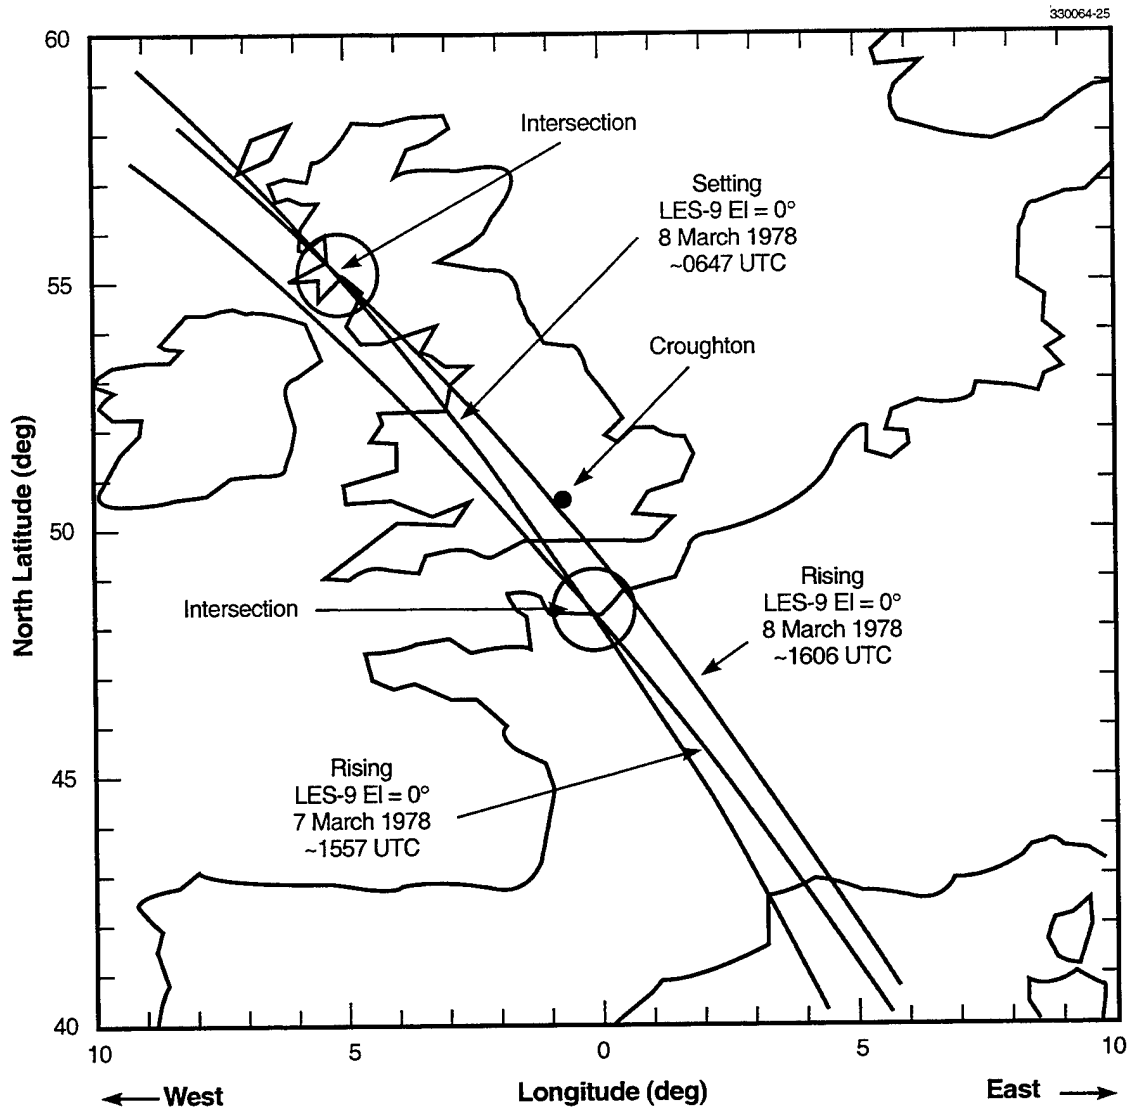 330064-25
60
Intersection
Setting
LES-9 El = 0°
8 March 1978
~0647 UTC
55
Croughton
North Latitude (deg)
50
Rising
LES-9 El = 0°
8 March 1978
~1606 UTC
Intersection
45
Rising
LES-9 El = 0°
7 March 1978
~1557 UTC
40
10
5
0
5
10
West
Longitude (deg)
East